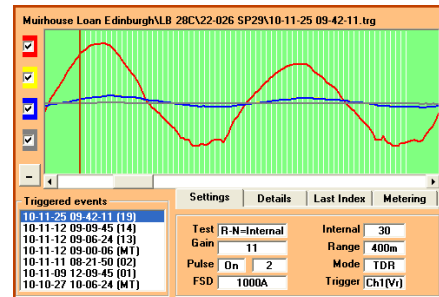 Muirhouse Loan Edinburgh\LB 28C\22-026 SP29\10-11-25 09-42-11.trg
Triggered events
10-11-25 09-42-11 (19)
10-11-12 09-09-45 (14)
10-11-12 09-06-24 (13)
10-11-12 09-00-06 (MT)
10-11-11 08-21-50 (02)
10-11-09 12-09-45 (01)
10-10-27 10-06-24 (MT)
Settings Details Last Index Metering
Test R-N=Internal Internal 30
Gain 11 Range 400m
Pulse On 2 Mode TDR
FSD 1000A Trigger Ch1(Vr)